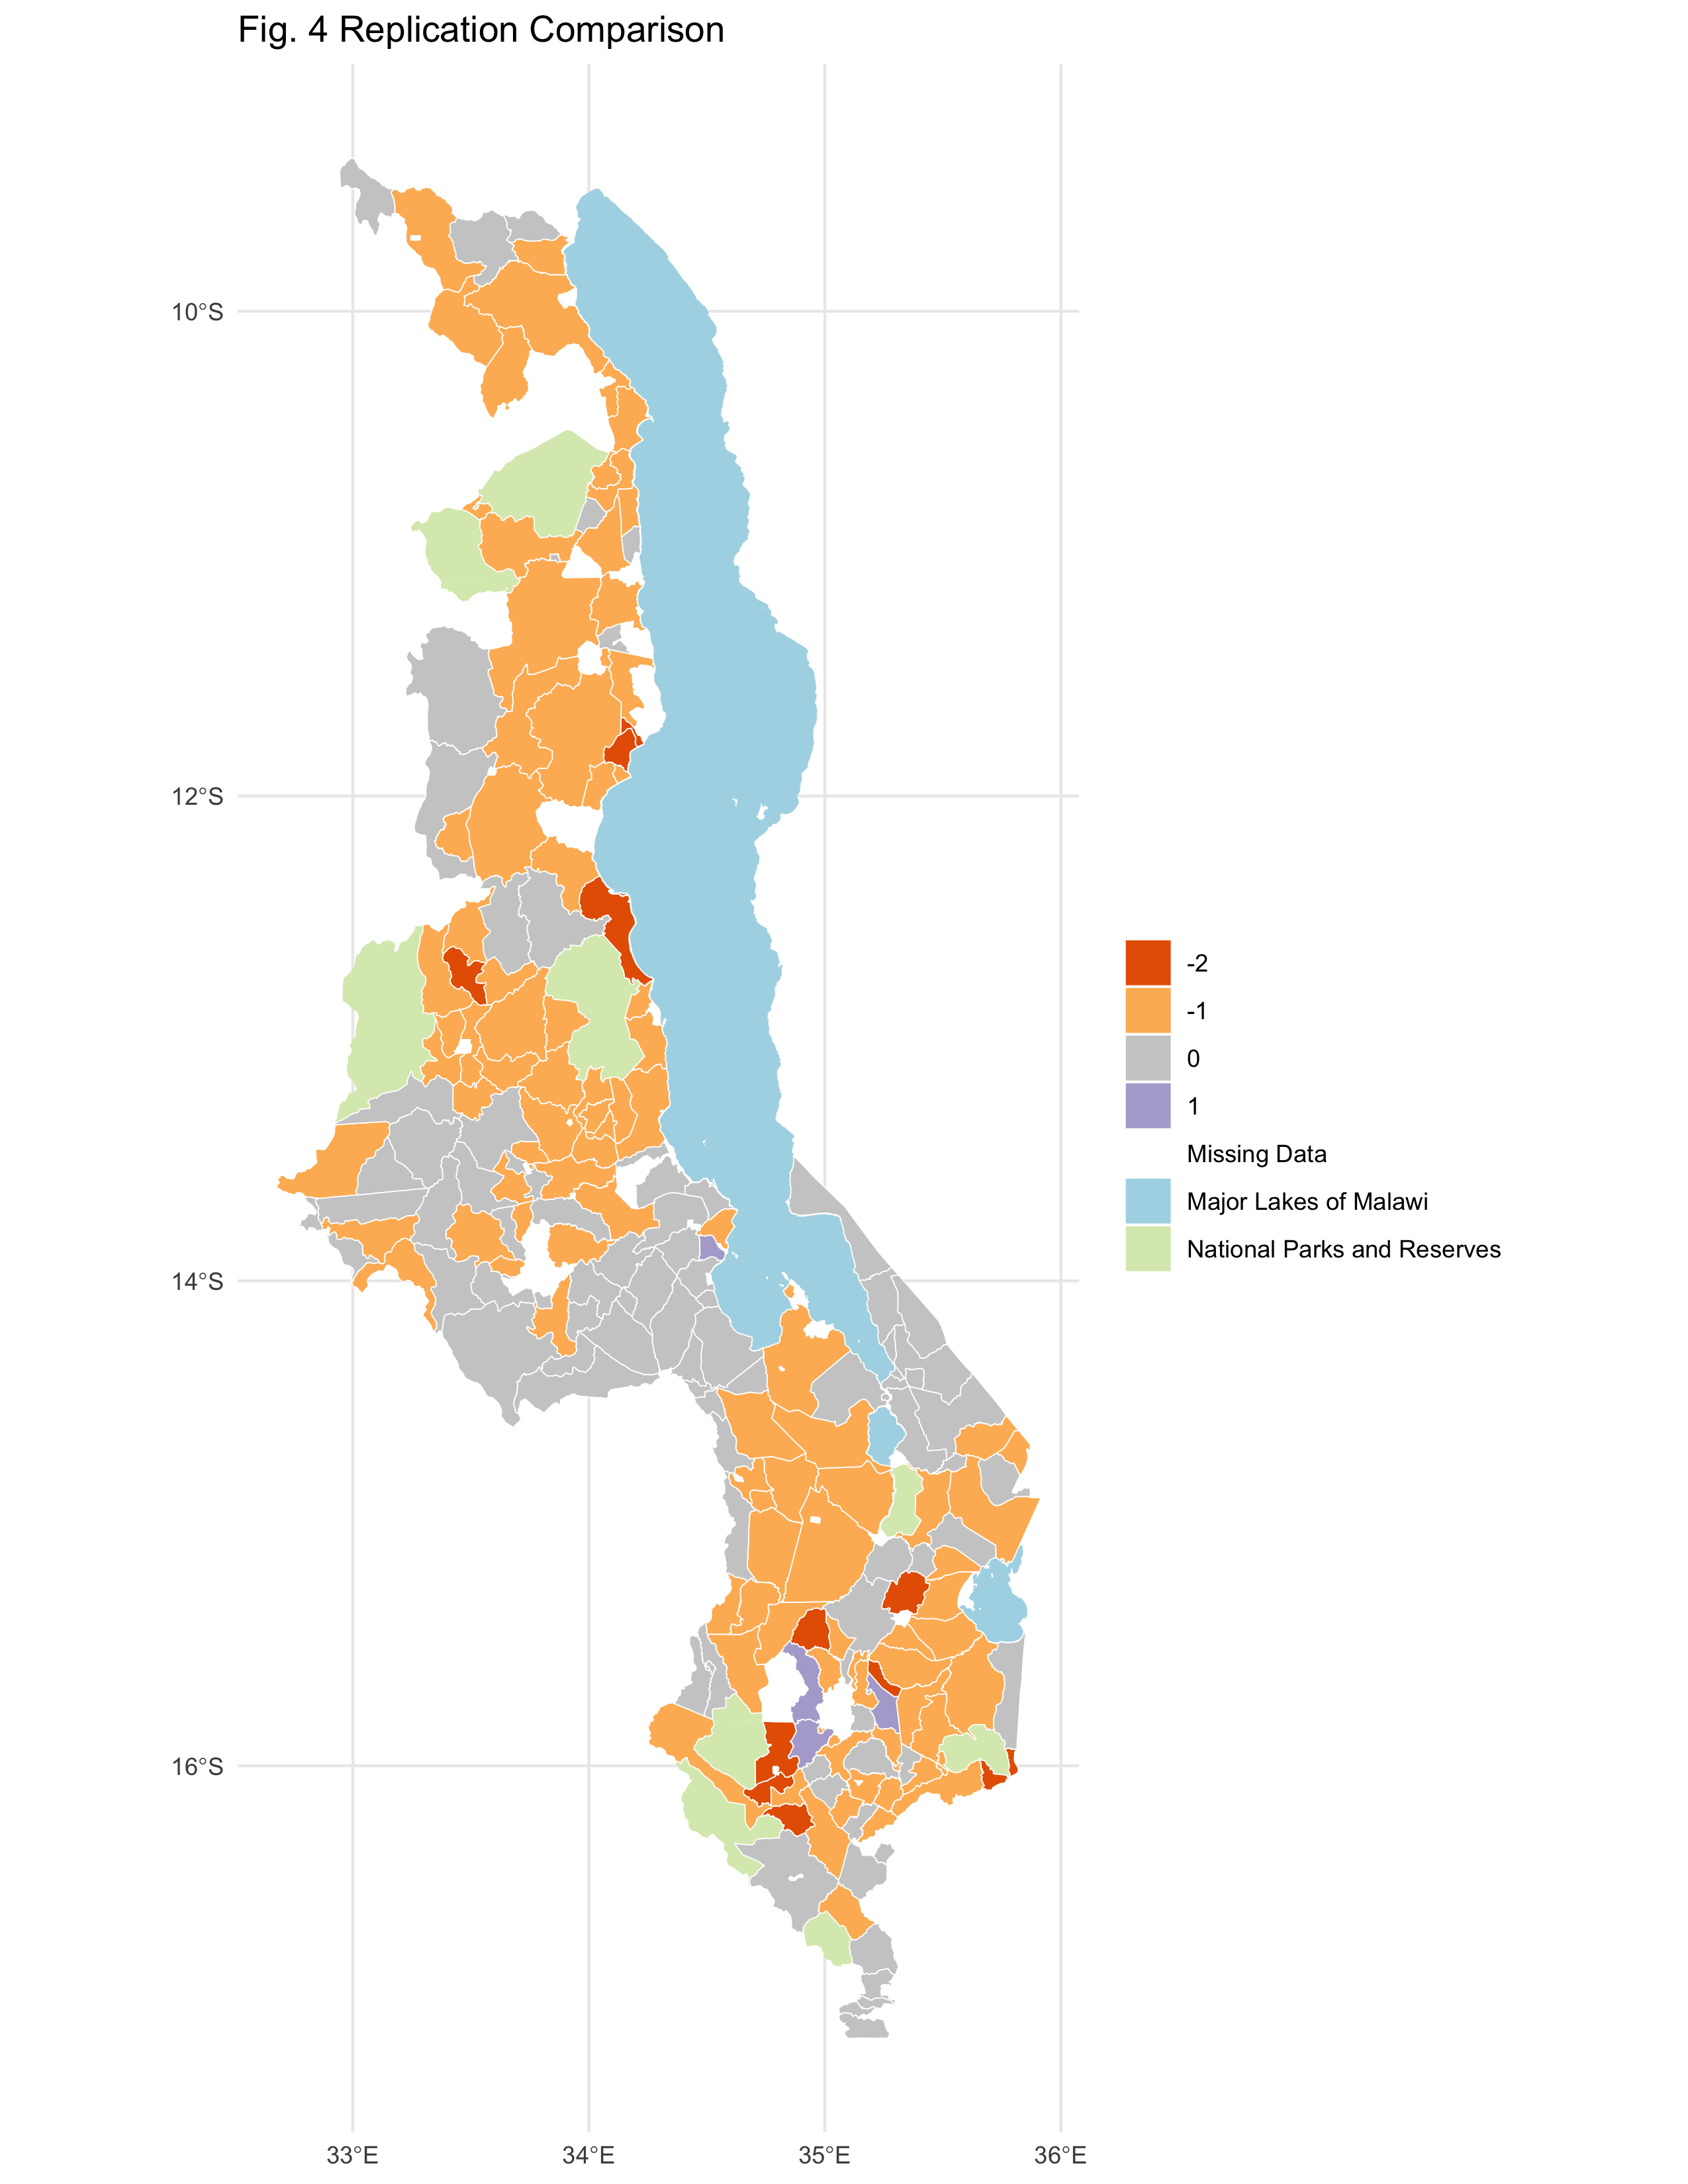 Fig. 4 Replication Comparison
10°S
12°S
14°S
16°S
33°E
34°E
35°E
36°E
-2
-1
0
1
Missing Data
Major Lakes of Malawi
National Parks and Reserves